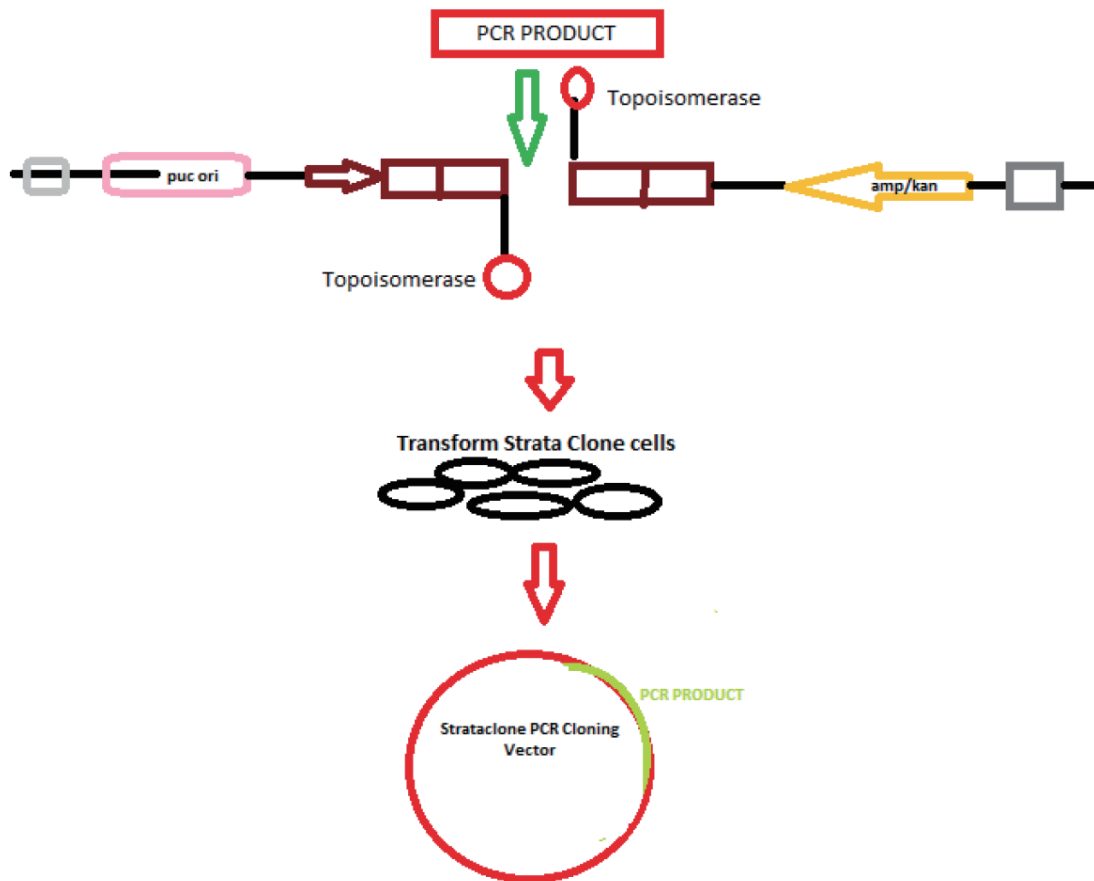 PCR PRODUCT
Topoisomerase
puc ori
amp/kan
Topoisomerase
Transform Strata Clone cells
PCR PRODUCT
Strataclone PCR Cloning
Vector